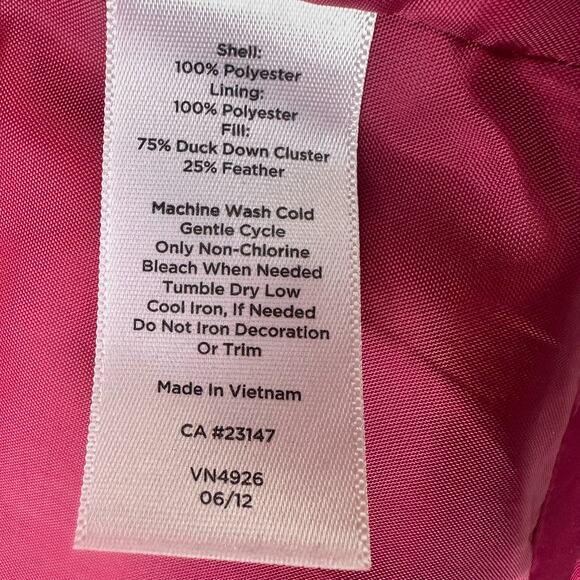 Shell:
100% Polyester
Lining:
100% Polyester
Fill:
75% Duck Down Cluster
25% Feather
Machine Wash Cold
Gentle Cycle
Only Non-Chlorine
Bleach When Needed
Tumble Dry Low
Cool Iron, If Needed
Do Not Iron Decoration
Or Trim
Made In Vietnam
CA #23147
VN4926
06/12